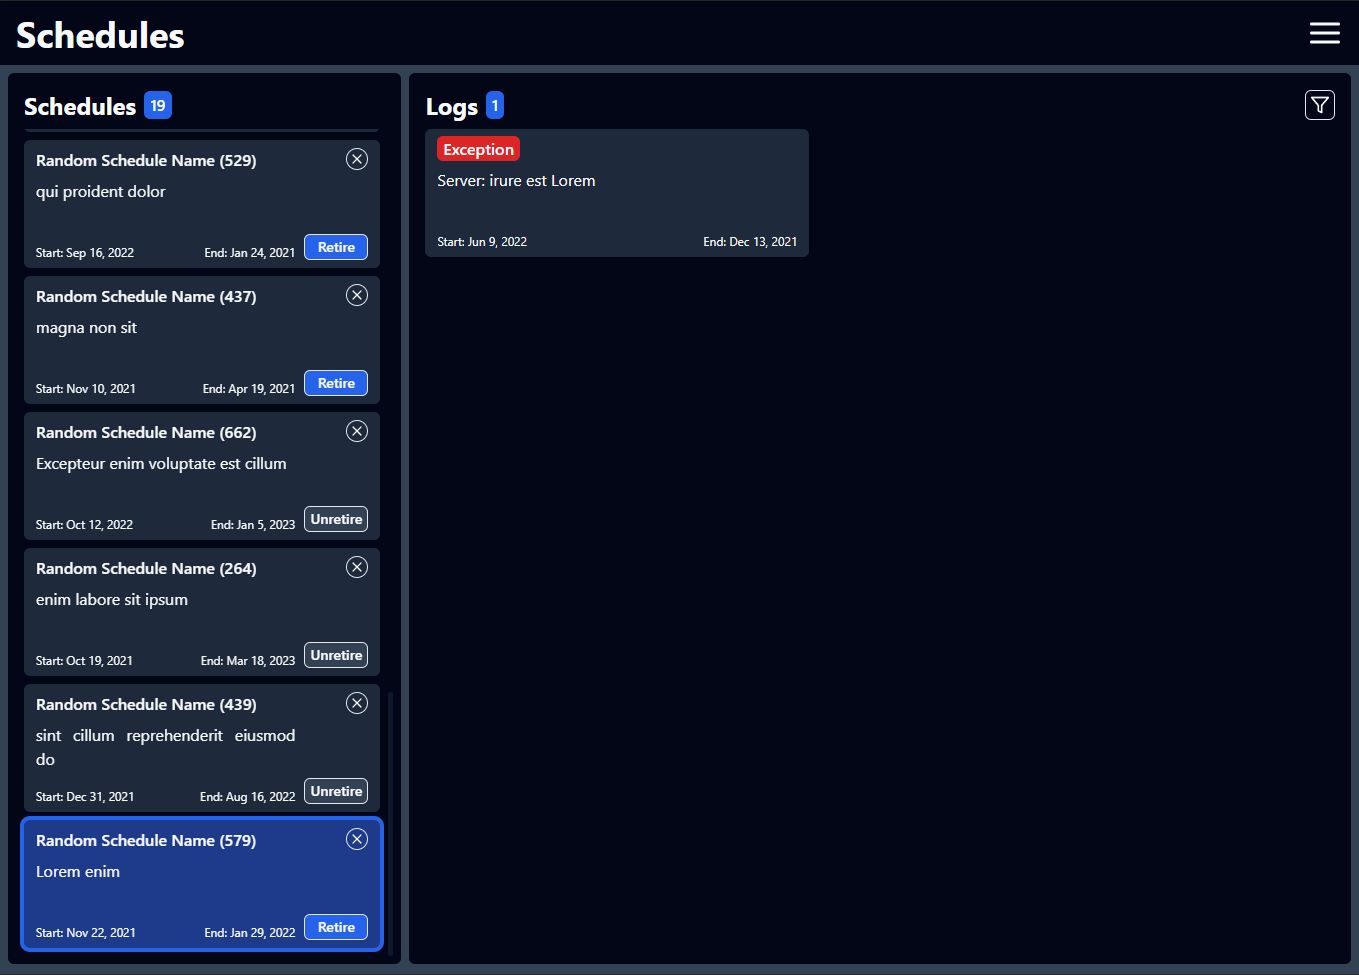 Schedules
Schedules 19
Random Schedule Name (529)
qui proident dolor
Start: Sep 16, 2022 End: Jan 24, 2021 Retire
Random Schedule Name (437)
magna non sit
Start: Nov 10, 2021 End: Apr 19, 2021 Retire
Random Schedule Name (662)
Excepteur enim voluptate est cillum
Start: Oct 12, 2022 End: Jan 5, 2023 Unretire
Random Schedule Name (264)
enim labore sit ipsum
Start: Oct 19, 2021 End: Mar 18, 2023 Unretire
Random Schedule Name (439)
sint cillum reprehenderit eiusmod
do
Start: Dec 31, 2021 End: Aug 16, 2022 Unretire
Random Schedule Name (579)
Lorem enim
Start: Nov 22, 2021 End: Jan 29, 2022 Retire
Logs 1
Exception
Server: irure est Lorem
Start: Jun 9, 2022 End: Dec 13, 2021